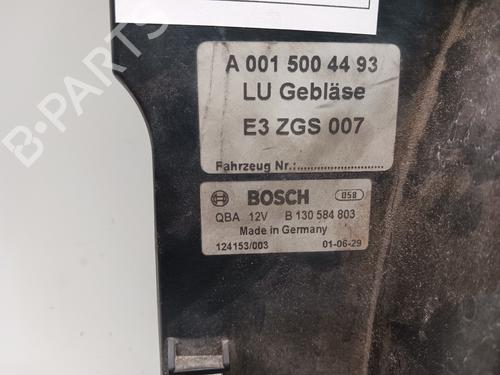 A 001 500 44 93
LU Gebläse
E3 ZGS 007
Fahrzeug Nr.:........................
BOSCH
058
QBA 12V B 130 584 803
Made in Germany
124153/003 01-06-29
B-PARTS